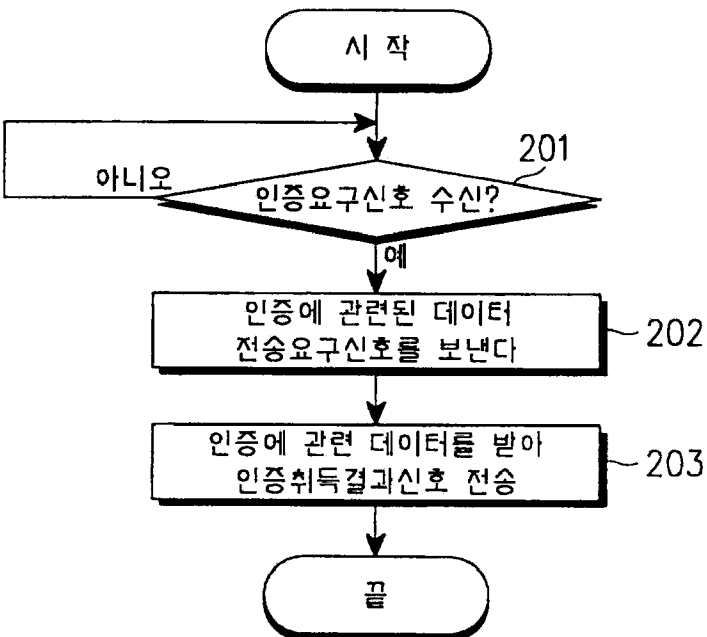 시 작
201
아니오
인증요구신호 수신?
예
인증에 관련된 데이터
전송요구신호를 보낸다
202
인증에 관련 데이터를 받아
인증취득결과신호 전송
203
끝